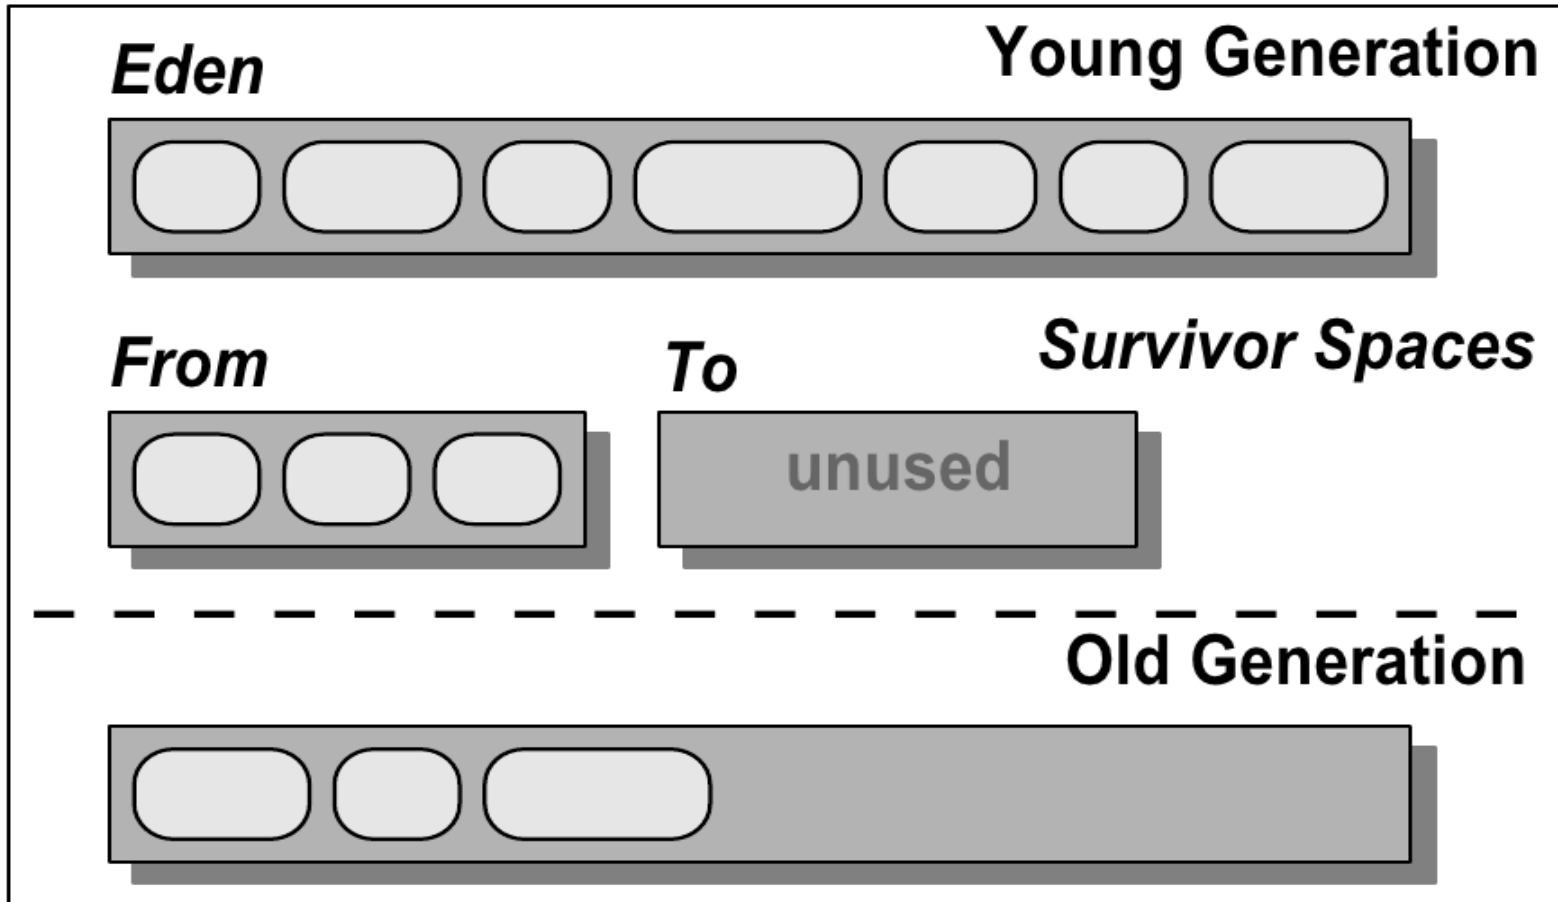 Young Generation
Eden
Survivor Spaces
From
To
unused
Old Generation